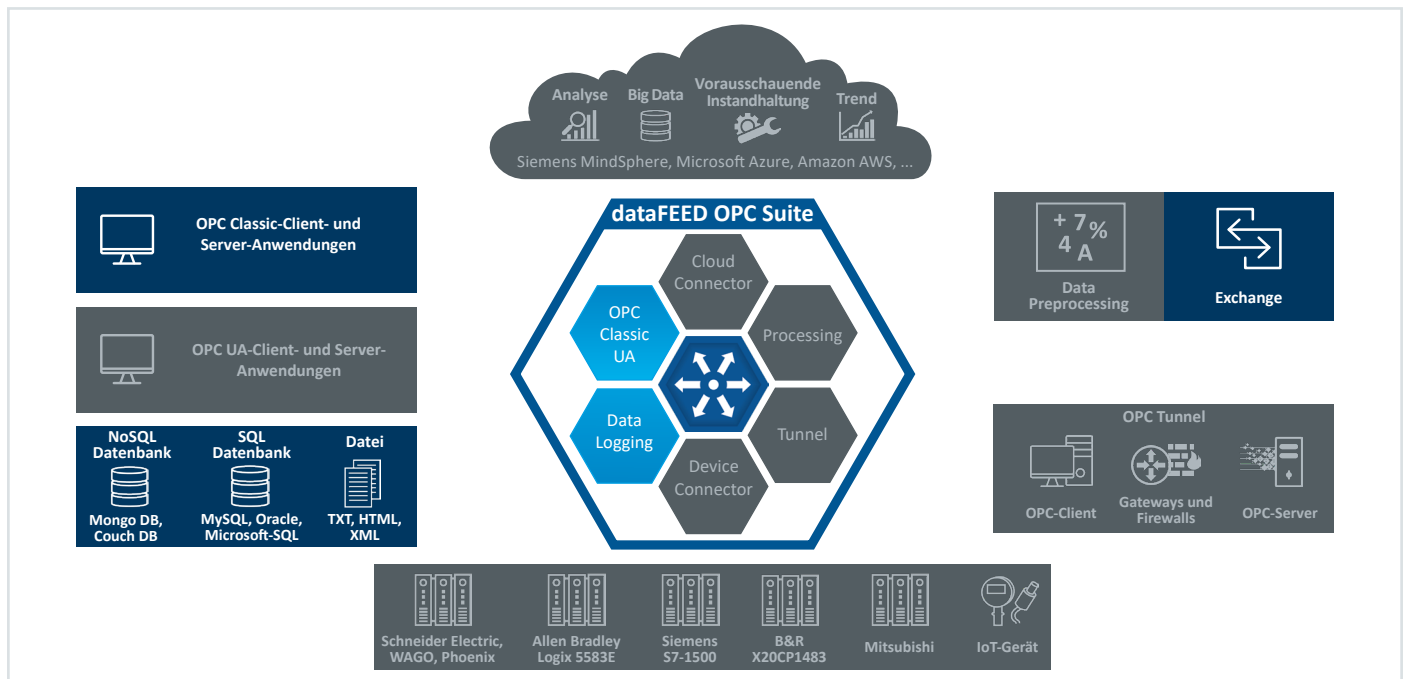 Analyse
Big Data
Vorausschauende
Instandhaltung
Trend
Siemens MindSphere, Microsoft Azure, Amazon AWS, ...
OPC Classic-Client- und
Server-Anwendungen
OPC UA-Client- und Server-
Anwendungen
NoSQL
Datenbank
Mongo DB,
Couch DB
SQL
Datenbank
MySQL, Oracle,
Microsoft-SQL
Datei
TXT, HTML,
XML
dataFEED OPC Suite
Cloud
Connector
OPC
Classic
UA
Processing
Data
Logging
Tunnel
Device
Connector
+ 7%
4 A
Data
Preprocessing
Exchange
OPC Tunnel
OPC-Client
Gateways und
Firewalls
OPC-Server
Schneider Electric,
WAGO, Phoenix
Allen Bradley
Logix 5583E
Siemens
S7-1500
B&R
X20CP1483
Mitsubishi
IoT-Gerät